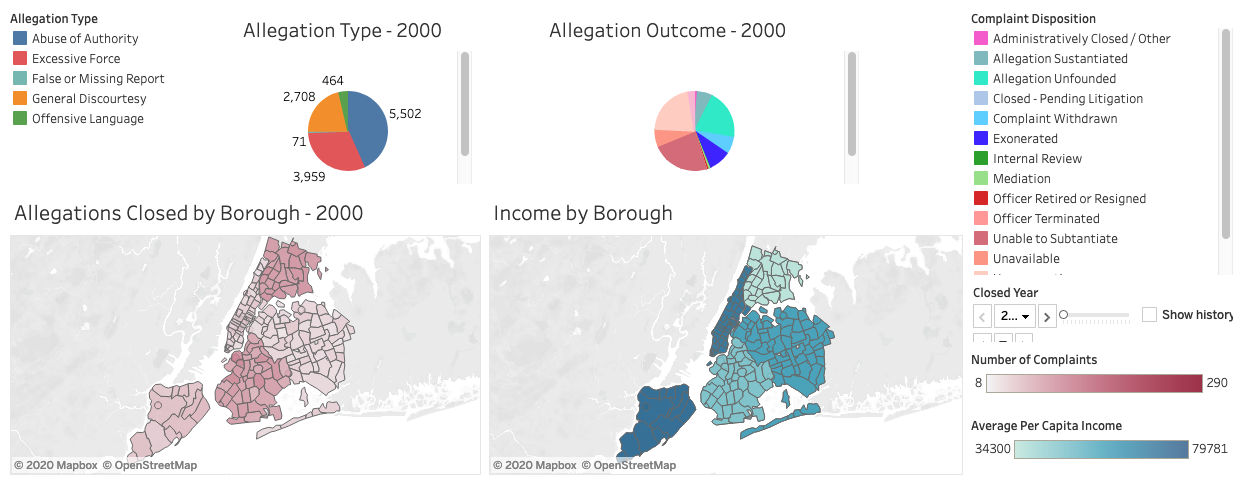 Allegation Type
Abuse of Authority
Excessive Force
False or Missing Report
General Discourtesy
Offensive Language
Allegation Type - 2000
464
2,708
5,502
71
3,959
Allegation Outcome - 2000
Complaint Disposition
Administratively Closed / Other
Allegation Sustantiated
Allegation Unfounded
Closed - Pending Litigation
Complaint Withdrawn
Exonerated
Internal Review
Mediation
Officer Retired or Resigned
Officer Terminated
Unable to Subtantiate
Unavailable
Closed Year
2...
Show history
Number of Complaints
8
290
Average Per Capita Income
34300
79781
Allegations Closed by Borough - 2000
© 2020 Mapbox © OpenStreetMap
Income by Borough
© 2020 Mapbox © OpenStreetMap